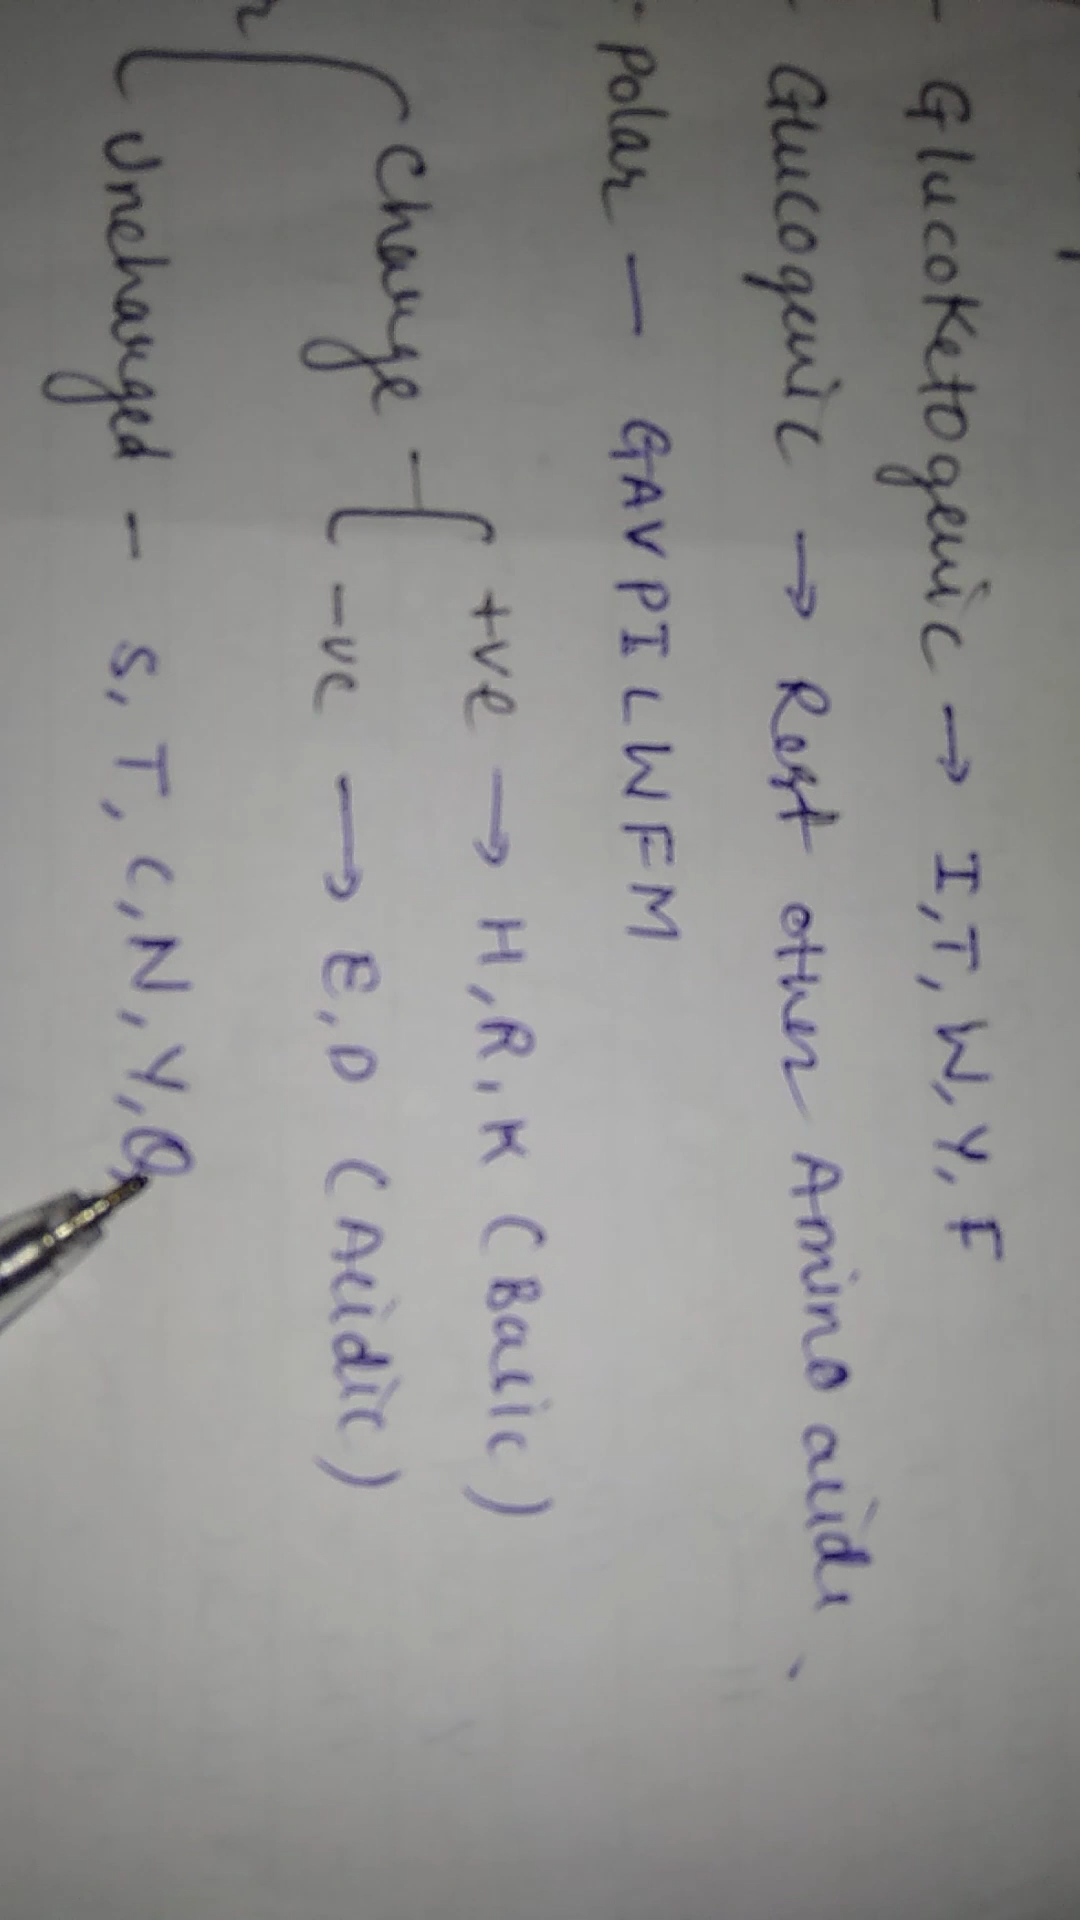 - Glucoketogenic → I, T, W, Y, F
- Glucogenic → Rest other Amino acids.
: Polar — GAVPILWFM
Charge
+ve → H, R, K (Basic)
-ve → E, D (Acidic)
Uncharged - S, T, C, N, Y, Q